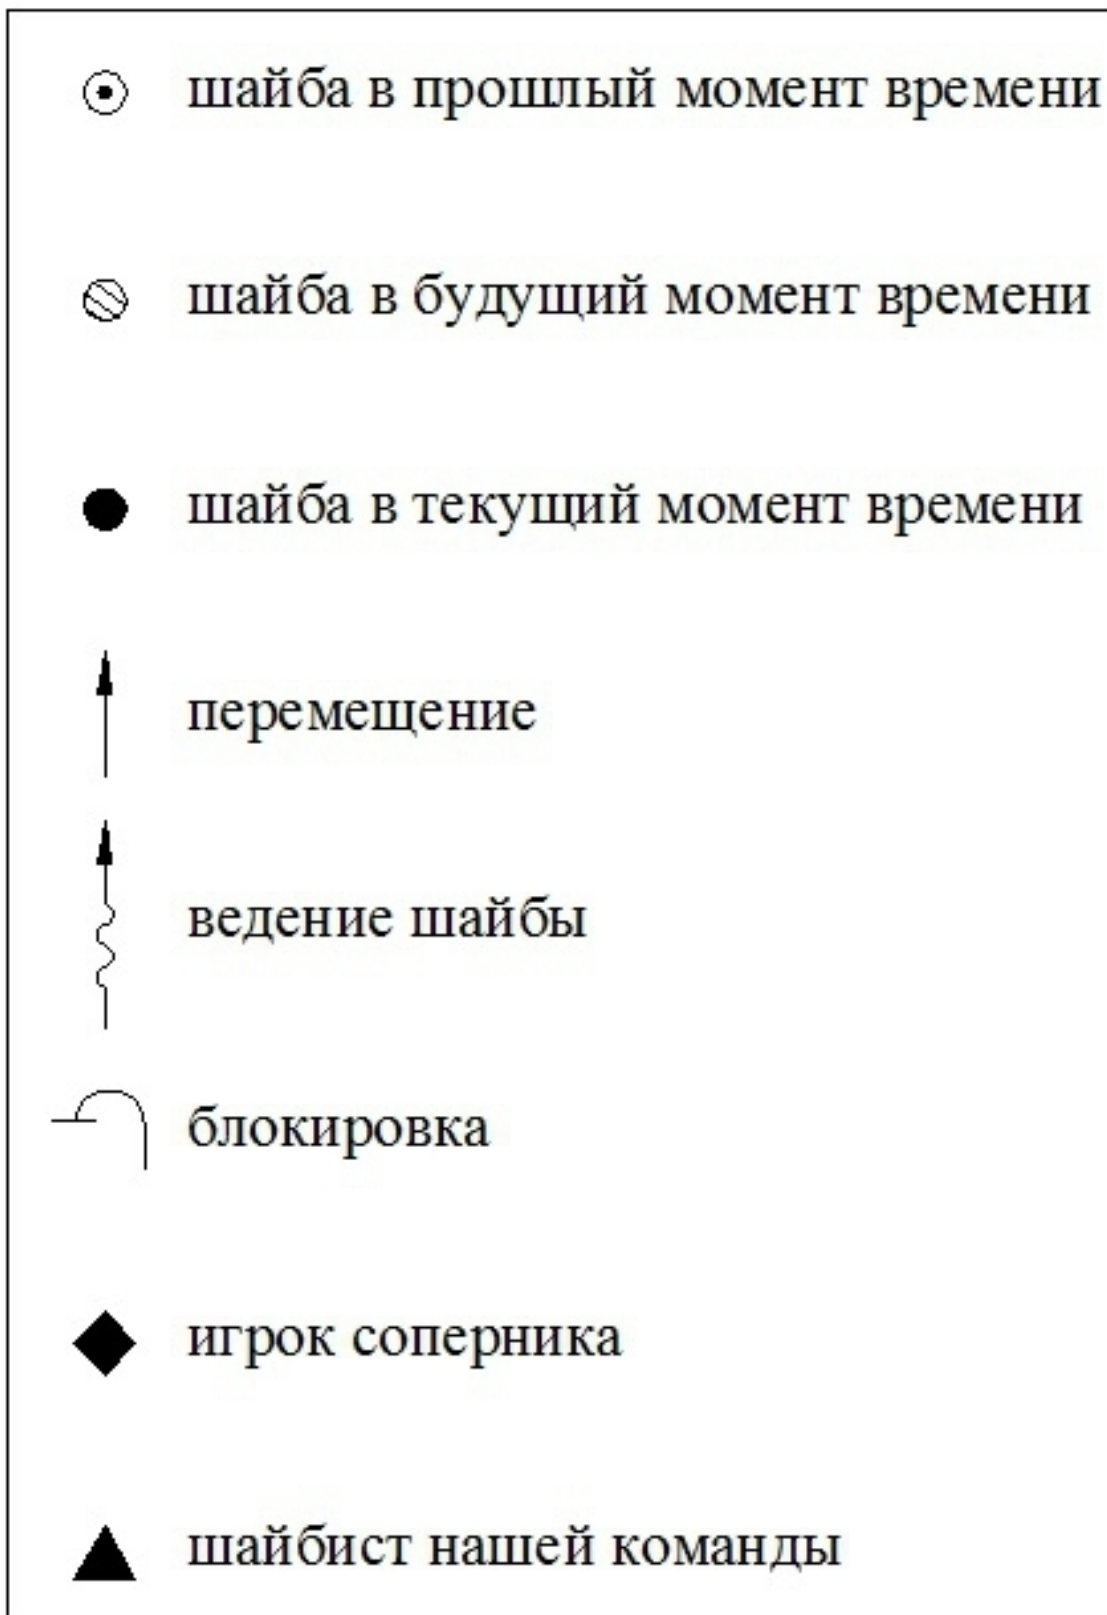 шайба в прошлый момент времени
шайба в будущий момент времени
шайба в текущий момент времени
перемещение
ведение шайбы
блокировка
игрок соперника
шайбист нашей команды